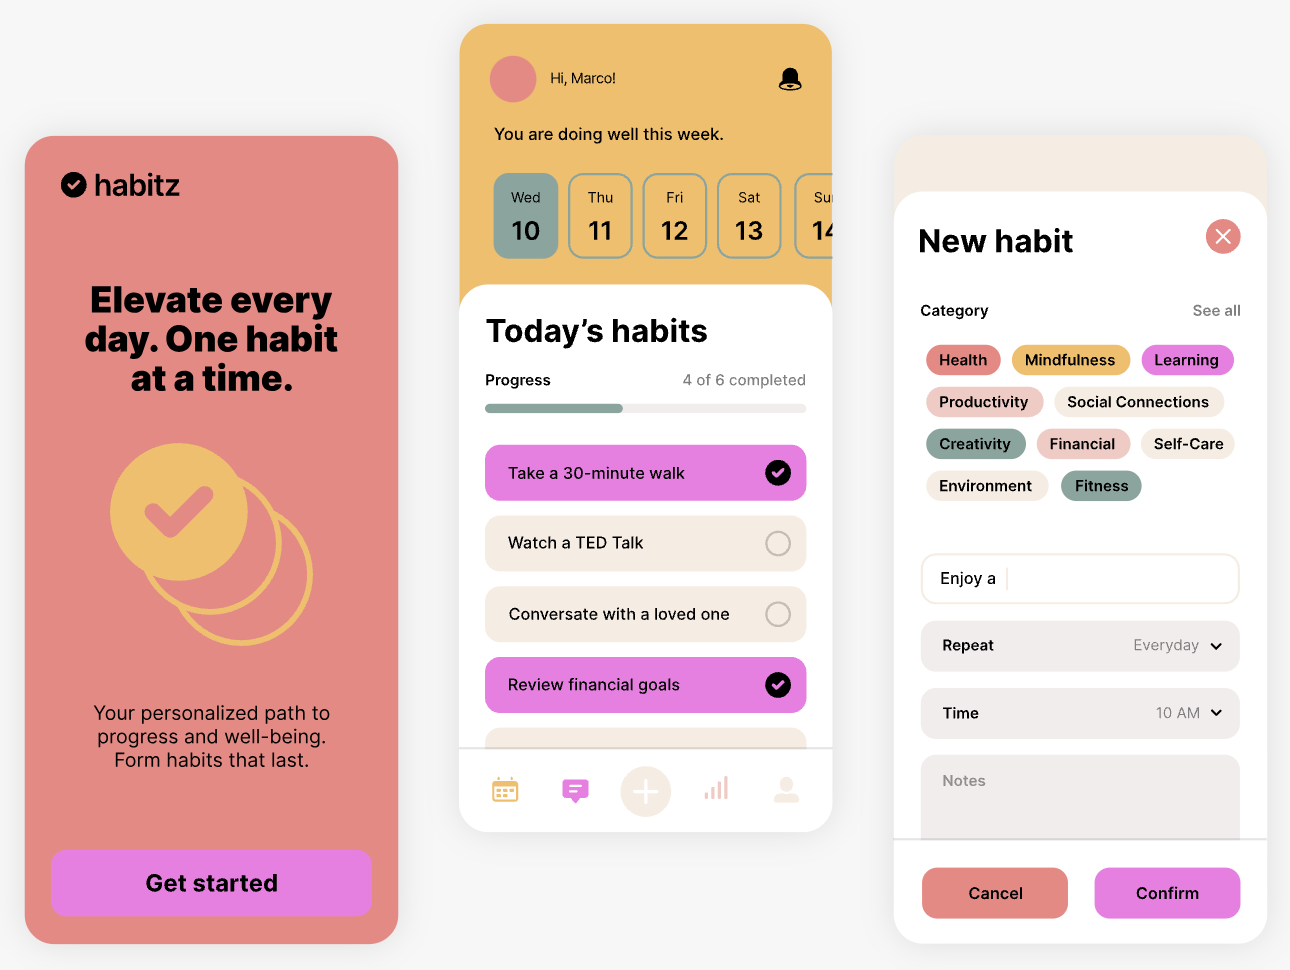 habitz
Elevate every
day. One habit
at a time.
Your personalized path to
progress and well-being.
Form habits that last.
Get started
Hi, Marco!
You are doing well this week.
Wed Thu Fri Sat
10 11 12 13
Today’s habits
Progress 4 of 6 completed
Take a 30-minute walk
Watch a TED Talk
Conversate with a loved one
Review financial goals
New habit
Category See all
Health Mindfulness Learning
Productivity Social Connections
Creativity Financial Self-Care
Environment Fitness
Enjoy a
Repeat Everyday
Time 10 AM
Notes
Cancel Confirm